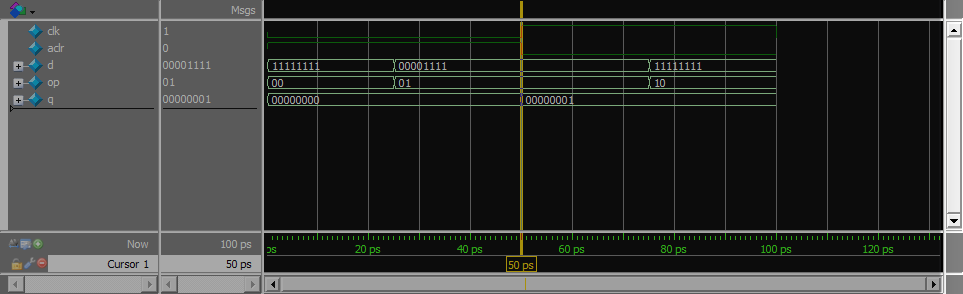 Msgs
clk 1
aclr 0
d 00001111 11111111 00001111 11111111
op 01 00 01 10
q 00000001 00000000 00000001
Now 100 ps ps 20 ps 40 ps 60 ps 80 ps 100 ps 120 ps
Cursor 1 50 ps 50 ps